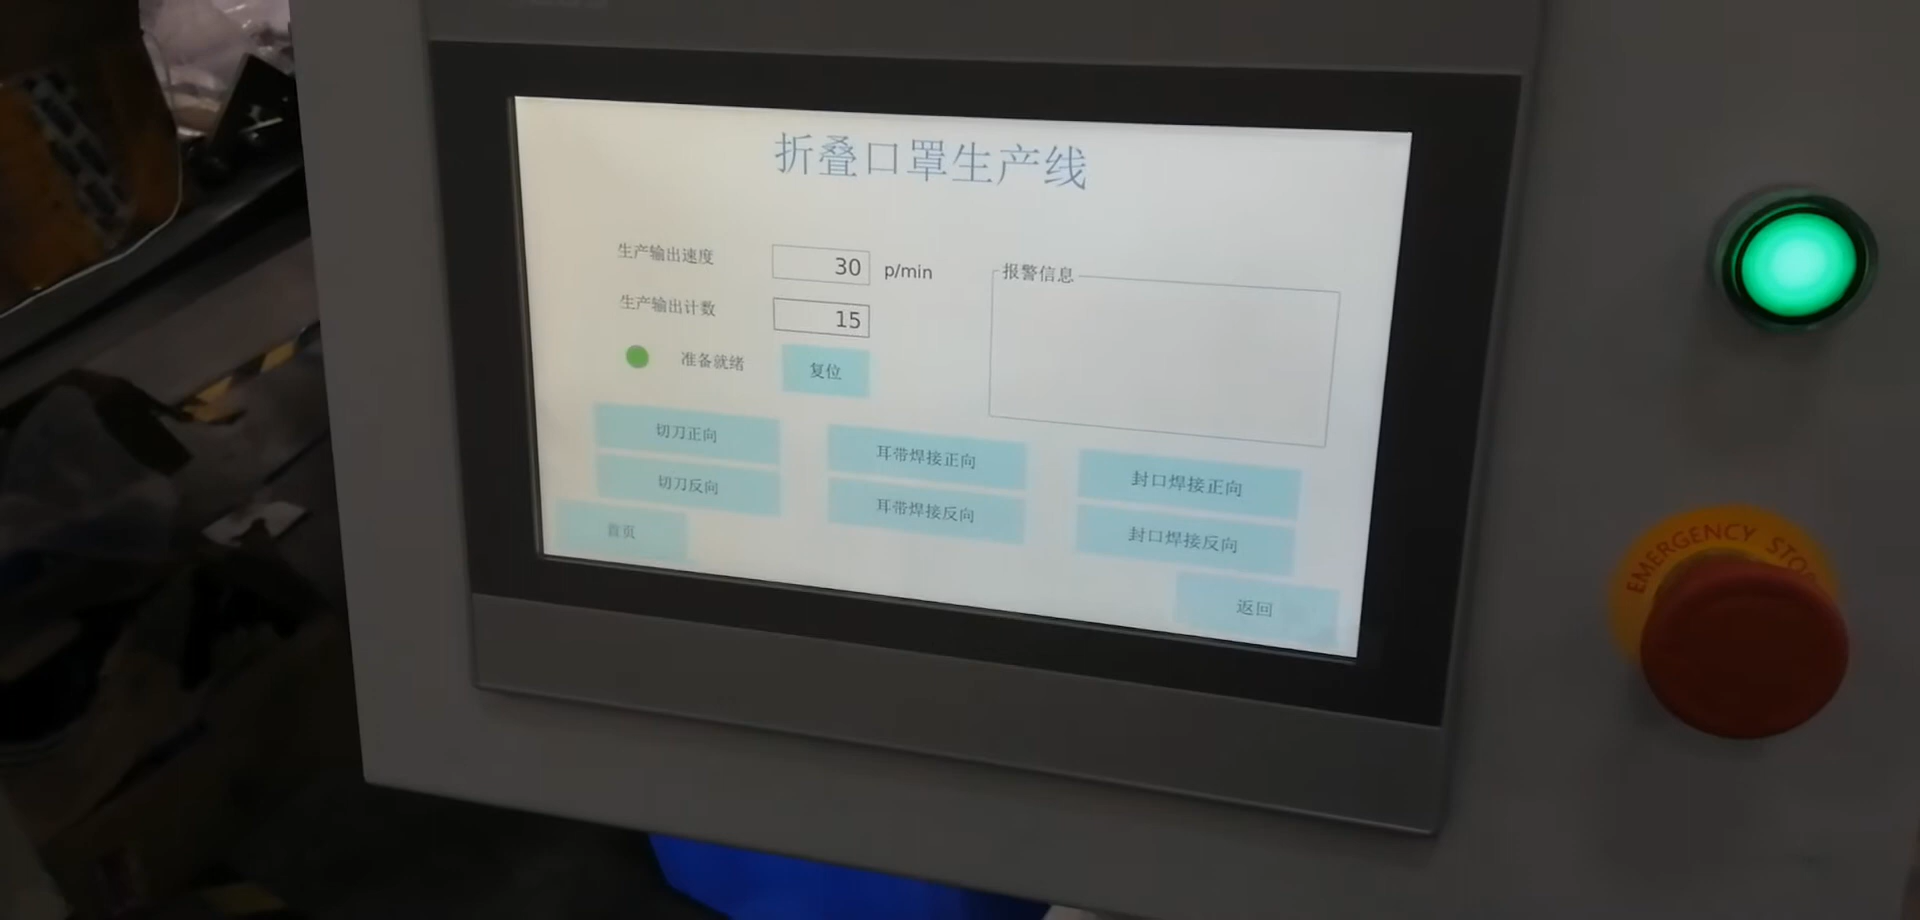 折叠口罩生产线
生产输出速度 30 p/min
报警信息
生产输出计数 15
准备就绪 复位
切刀正向 耳带焊接正向 封口焊接正向
切刀反向 耳带焊接反向 封口焊接反向
首页
返回
EMERGENCY STOP